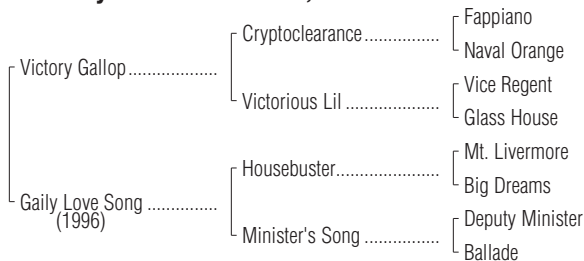 Fappiano
Cryptoclearance................
Naval Orange
Victory Gallop...................
Vice Regent
Victorious Lil ....................
Glass House
Mt. Livermore
Housebuster......................
Big Dreams
Gaily Love Song ...............
(1996)
Deputy Minister
Minister's Song ................
Ballade